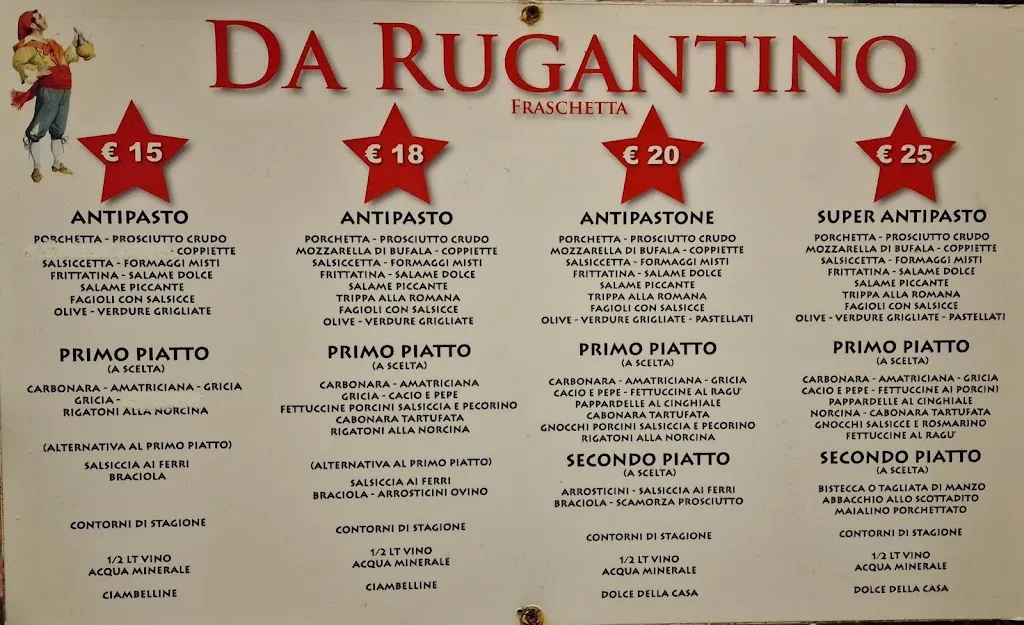 DA RUGANTINO
FRASCHETTA
€ 15
ANTIPASTO
PORCHETTA - PROSCIUTTO CRUDO
- COPPIETTE
SALSICCETTA - FORMAGGI MISTI
FRITTATINA - SALAME DOLCE
SALAME PICCANTE
FAGIOLI CON SALSICCE
OLIVE - VERDURE GRIGLIATE
PRIMO PIATTO
(A SCELTA)
CARBONARA - AMATRICIANA - GRICIA
GRICIA -
RIGATONI ALLA NORCINA
(ALTERNATIVA AL PRIMO PIATTO)
SALSICCIA AI FERRI
BRACIOLA
CONTORNI DI STAGIONE
1/2 LT VINO
ACQUA MINERALE
CIAMBELLINE
€ 18
ANTIPASTO
PORCHETTA - PROSCIUTTO CRUDO
MOZZARELLA DI BUFALA - COPPIETTE
SALSICCETTA - FORMAGGI MISTI
FRITTATINA - SALAME DOLCE
SALAME PICCANTE
TRIPPA ALLA ROMANA
FAGIOLI CON SALSICCE
OLIVE - VERDURE GRIGLIATE
PRIMO PIATTO
(A SCELTA)
CARBONARA - AMATRICIANA
GRICIA - CACIO E PEPE
FETTUCCINE PORCINI SALSICCIA E PECORINO
CABONARA TARTUFATA
RIGATONI ALLA NORCINA
(ALTERNATIVA AL PRIMO PIATTO)
SALSICCIA AI FERRI
BRACIOLA - ARROSTICINI OVINO
CONTORNI DI STAGIONE
1/2 LT VINO
ACQUA MINERALE
CIAMBELLINE
€ 20
ANTIPASTONE
PORCHETTA - PROSCIUTTO CRUDO
MOZZARELLA DI BUFALA - COPPIETTE
SALSICCETTA - FORMAGGI MISTI
FRITTATINA - SALAME DOLCE
SALAME PICCANTE
TRIPPA ALLA ROMANA
FAGIOLI CON SALSICCE
OLIVE - VERDURE GRIGLIATE - PASTELLATI
PRIMO PIATTO
(A SCELTA)
CARBONARA - AMATRICIANA - GRICIA
CACIO E PEPE - FETTUCCINE AL RAGU'
PAPPARDELLE AL CINGHIALE
CABONARA TARTUFATA
GNOCCHI PORCINI SALSICCIA E PECORINO
RIGATONI ALLA NORCINA
SECONDO PIATTO
(A SCELTA)
ARROSTICINI - SALSICCIA AI FERRI
BRACIOLA - SCAMORZA PROSCIUTTO
CONTORNI DI STAGIONE
1/2 LT VINO
ACQUA MINERALE
DOLCE DELLA CASA
€ 25
SUPER ANTIPASTO
PORCHETTA - PROSCIUTTO CRUDO
MOZZARELLA DI BUFALA - COPPIETTE
SALSICCETTA - FORMAGGI MISTI
FRITTATINA - SALAME DOLCE
SALAME PICCANTE
TRIPPA ALLA ROMANA
FAGIOLI CON SALSICCE
OLIVE - VERDURE GRIGLIATE - PASTELLATI
PRIMO PIATTO
(A SCELTA)
CARBONARA - AMATRICIANA - GRICIA
CACIO E PEPE - FETTUCCINE AI PORCINI
PAPPARDELLE AL CINGHIALE
NORCINA - CABONARA TARTUFATA
GNOCCHI SALSICCE E ROSMARINO
FETTUCCINE AL RAGU'
SECONDO PIATTO
(A SCELTA)
BISTECCA O TAGLIATA DI MANZO
ABBACCHIO ALLO SCOTTADITO
MAIALINO PORCHETTATO
CONTORNI DI STAGIONE
1/2 LT VINO
ACQUA MINERALE
DOLCE DELLA CASA